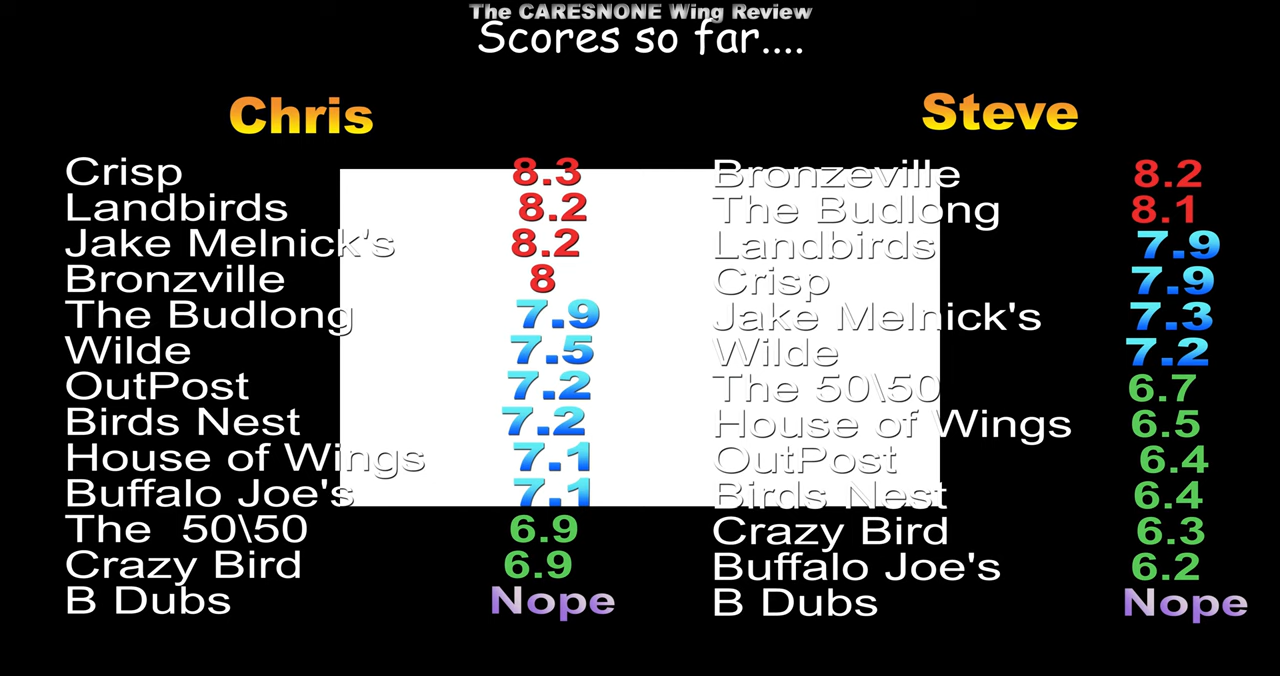 The CARESNONE Wing Review
Scores so far....
Chris
Crisp 8.3
Landbirds 8.2
Jake Melnick's 8.2
Bronzville 8
The Budlong 7.9
Wilde 7.5
OutPost 7.2
Birds Nest 7.2
House of Wings 7.1
Buffalo Joe's 7.1
The 50\50 6.9
Crazy Bird 6.9
B Dubs Nope
Steve
Bronzeville 8.2
The Budlong 8.1
Landbirds 7.9
Crisp 7.9
Jake Melnick's 7.3
Wilde 7.2
The 50\50 6.7
House of Wings 6.5
OutPost 6.4
Birds Nest 6.4
Crazy Bird 6.3
Buffalo Joe's 6.2
B Dubs Nope